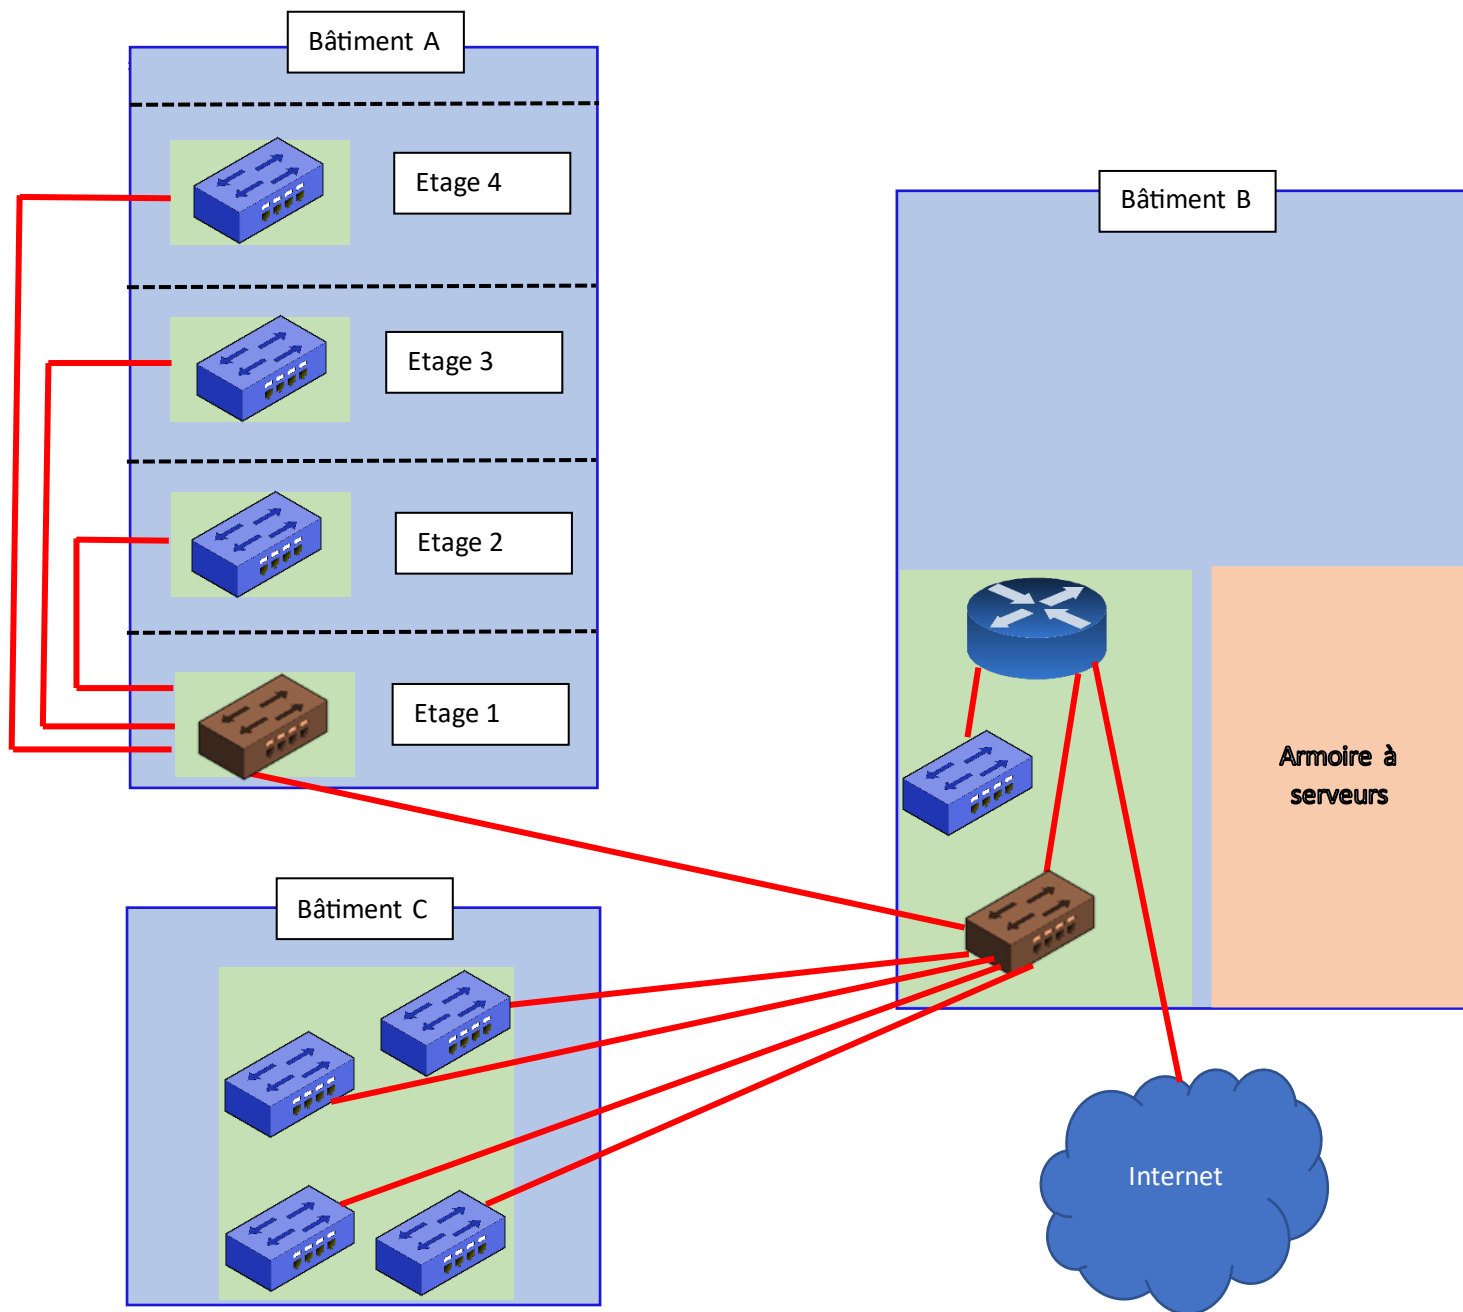 Bâtiment A
Etage 4
Bâtiment B
Etage 3
Etage 2
Etage 1
Armoire à
serveurs
Bâtiment C
Internet